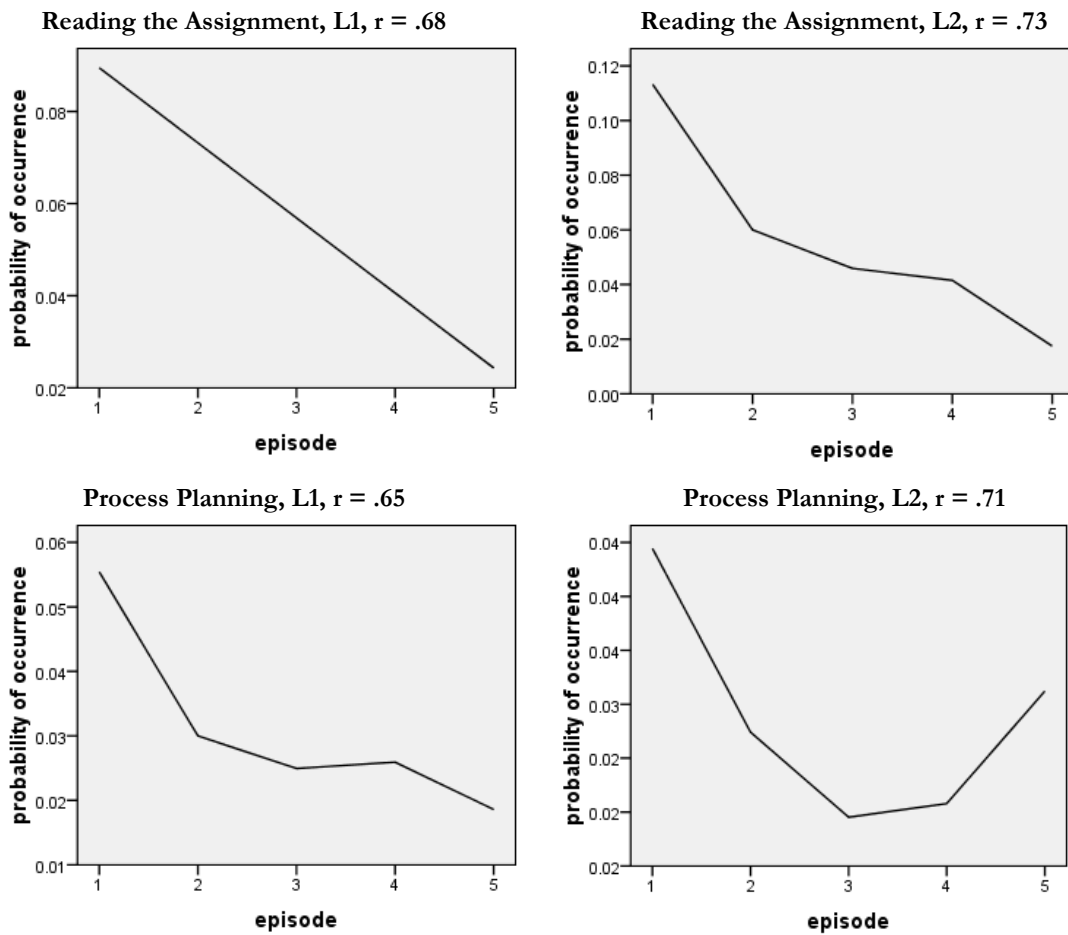 Reading the Assignment, L1, r = .68
probability of occurrence
0.08
0.06
0.04
0.02
1 2 3 4 5
episode
Reading the Assignment, L2, r = .73
probability of occurrence
0.12
0.10
0.08
0.06
0.04
0.02
0.00
1 2 3 4 5
episode
Process Planning, L1, r = .65
probability of occurrence
0.06
0.05
0.04
0.03
0.02
0.01
1 2 3 4 5
episode
Process Planning, L2, r = .71
probability of occurrence
0.04
0.04
0.04
0.03
0.02
0.02
0.02
1 2 3 4 5
episode